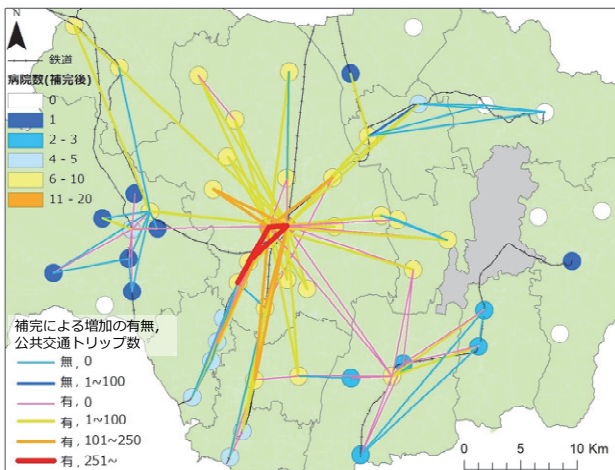 N
鉄道
病院数(補完後)
0
1
2 - 3
4 - 5
6 - 10
11 - 20
補完による増加の有無,
公共交通トリップ数
無, 0
無, 1~100
有, 0
有, 1~100
有, 101~250
有, 251~
0 5 10 Km